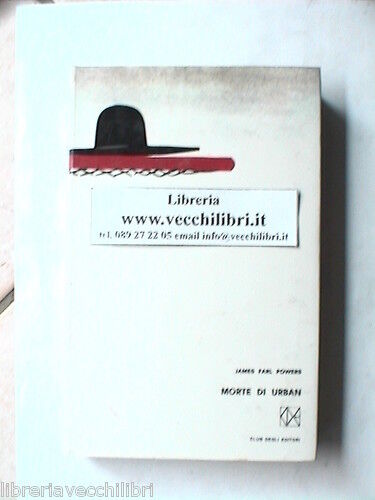 Libreria
www.vecchilibri.it
tel. 089 27 22 05 email info@vecchilibri.it
JAMES EARL POWERS
MORTE DI URBAN
CLUB DEGLI EDITORI
libreriavecchilibri